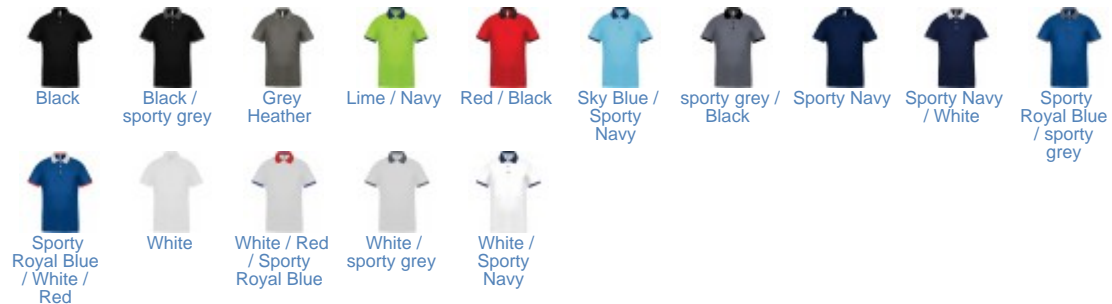 Black
Black /
sporty grey
Grey
Heather
Lime / Navy
Red / Black
Sky Blue /
Sporty
Navy
sporty grey /
Black
Sporty Navy
Sporty Navy
/ White
Sporty
Royal Blue
/ sporty
grey
Sporty
Royal Blue
/ White /
Red
White
White / Red
/ Sporty
Royal Blue
White /
sporty grey
White /
Sporty
Navy